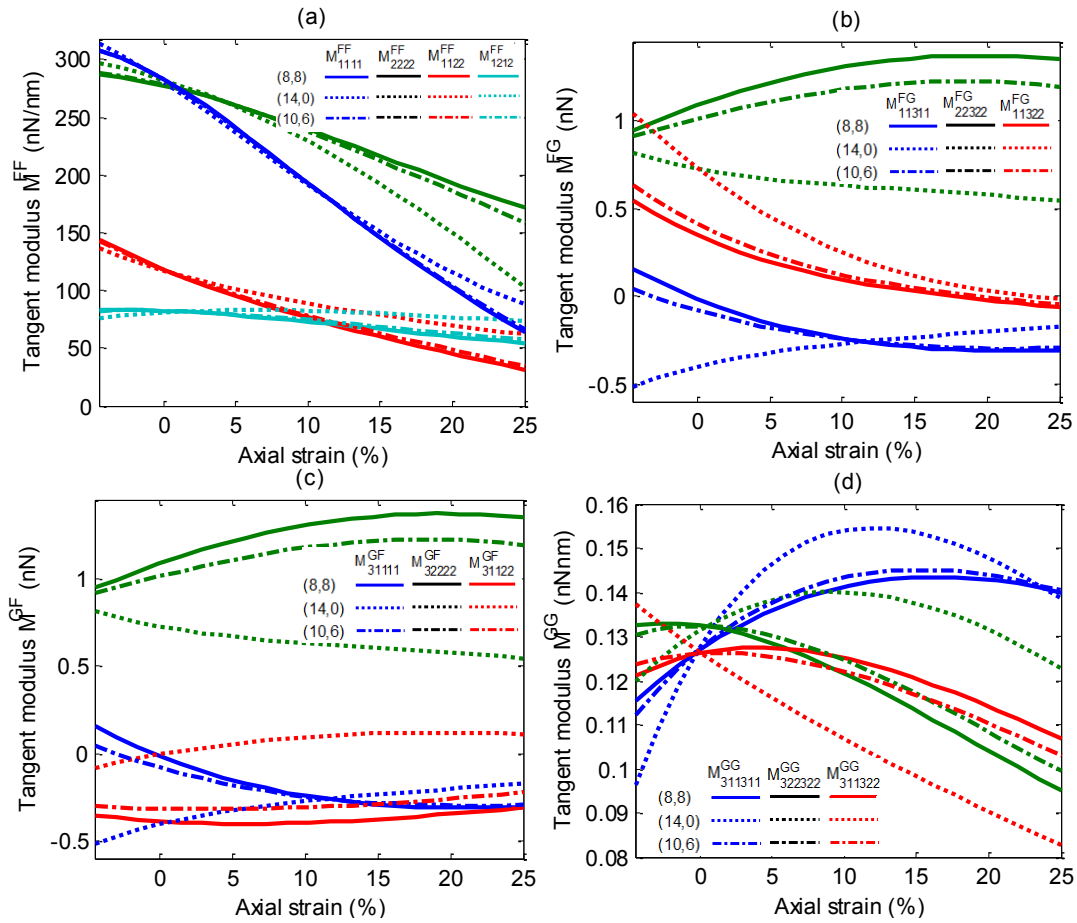 (a)
Tangent modulus M^FF (nN/nm)
300
250
200
150
100
50
0
M^FF_1111 M^FF_2222 M^FF_1122 M^FF_1212
(8,8)
(14,0)
(10,6)
0 5 10 15 20 25
Axial strain (%)
(b)
Tangent modulus M^FG (nN)
1
0.5
0
-0.5
M^FG_11311 M^FG_22322 M^FG_11322
(8,8)
(14,0)
(10,6)
0 5 10 15 20 25
Axial strain (%)
(c)
Tangent modulus M^GF (nN)
1
0.5
0
-0.5
M^GF_31111 M^GF_32222 M^GF_31122
(8,8)
(14,0)
(10,6)
0 5 10 15 20 25
Axial strain (%)
(d)
Tangent modulus M^GG (nNnm)
0.16
0.15
0.14
0.13
0.12
0.11
0.1
0.09
0.08
M^GG_311311 M^GG_322322 M^GG_311322
(8,8)
(14,0)
(10,6)
0 5 10 15 20 25
Axial strain (%)